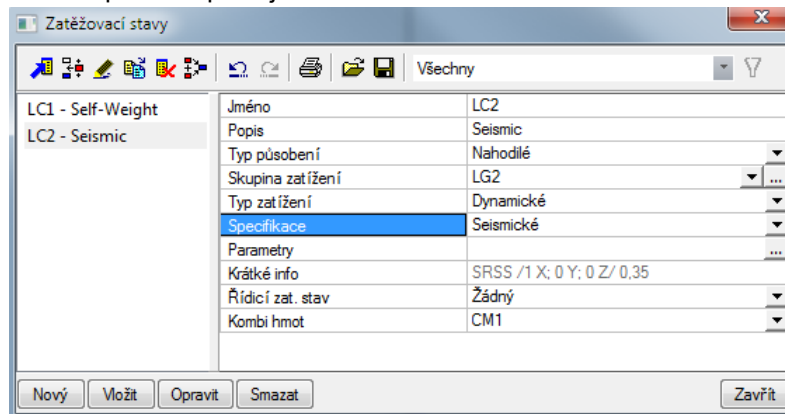 Zatěžovací stavy
Všechny
LC1 - Self-Weight
LC2 - Seismic
Jméno LC2
Popis Seismic
Typ působení Nahodilé
Skupina zatížení LG2 ...
Typ zatížení Dynamické
Specifikace Seismické
Parametry ...
Krátké info SRSS /1 X; 0 Y; 0 Z/ 0,35
Řídicí zat. stav Žádný
Kombi hmot CM1
Nový Vložit Opravit Smazat Zavřít